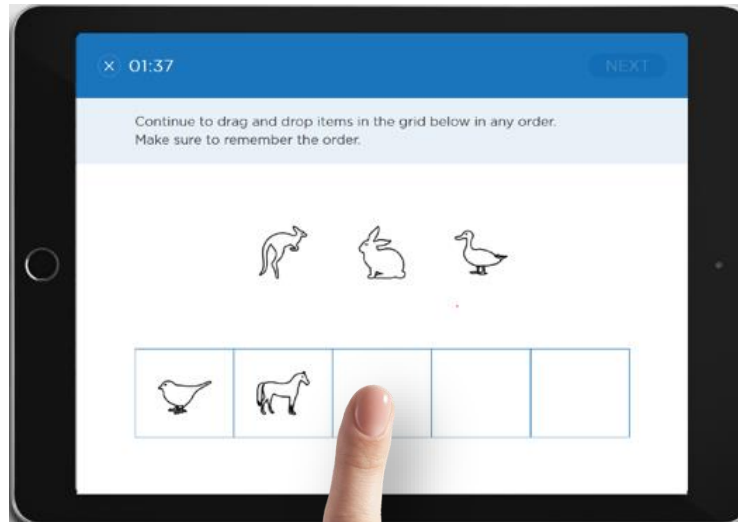 01:37
NEXT
Continue to drag and drop items in the grid below in any order.
Make sure to remember the order.